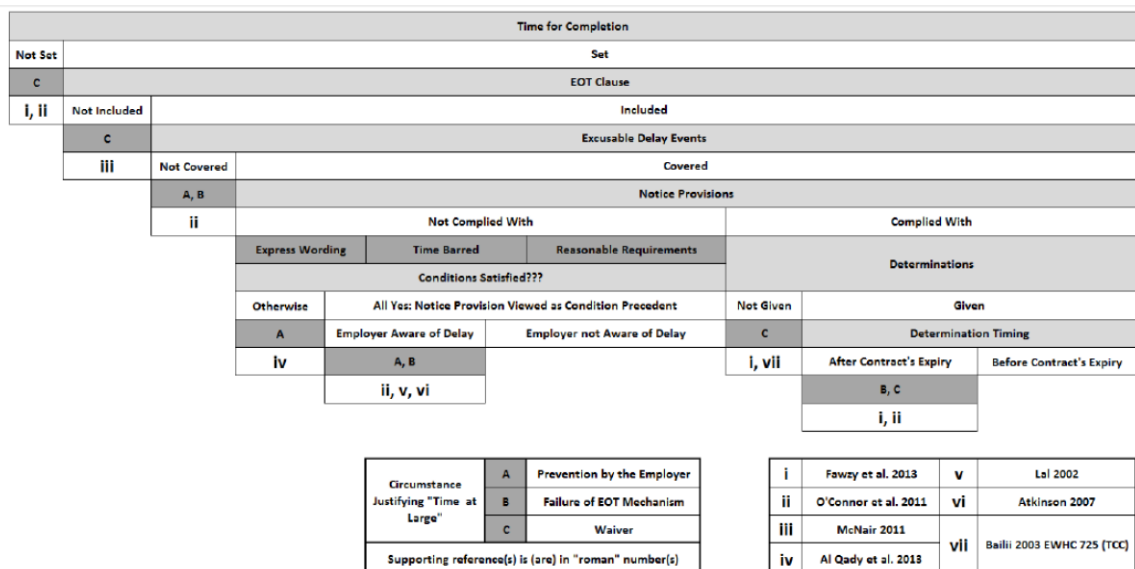 Time for Completion
Not Set Set
C EOT Clause
i, ii Not Included Included
C Excusable Delay Events
iii Not Covered Covered
A, B Notice Provisions
ii Not Complied With Complied With
Express Wording Time Barred Reasonable Requirements
Determinations
Conditions Satisfied???
Otherwise All Yes: Notice Provision Viewed as Condition Precedent Not Given Given
A Employer Aware of Delay Employer not Aware of Delay C Determination Timing
iv A, B i, vii After Contract's Expiry Before Contract's Expiry
ii, v, vi B, C
i, ii
Circumstance
Justifying "Time at
Large"
A Prevention by the Employer
B Failure of EOT Mechanism
C Waiver
Supporting reference(s) is (are) in "roman" number(s)
i Fawzy et al. 2013 v Lal 2002
ii O'Connor et al. 2011 vi Atkinson 2007
iii McNair 2011 vii Bailii 2003 EWHC 725 (TCC)
iv Al Qady et al. 2013